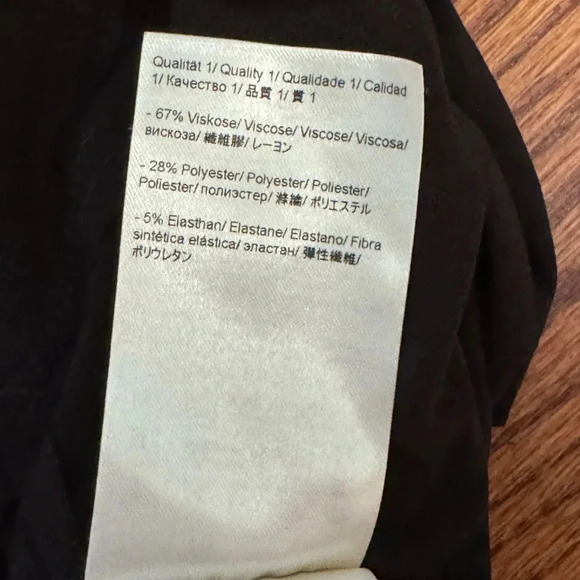 Qualität 1/ Quality 1/ Qualidade 1/ Calidad
1/ Качество 1/ 品質 1/ 質 1
- 67% Viskose/ Viscose/ Viscose/ Viscosa/
вискоза/ 纖維膠/ レーヨン
- 28% Polyester/ Polyester/ Poliester/
Poliester/ полиэстер/ 滌綸/ ポリエステル
- 5% Elasthan/ Elastane/ Elastano/ Fibra
sintética elástica/ эластан/ 彈性纖維/
ポリウレタン